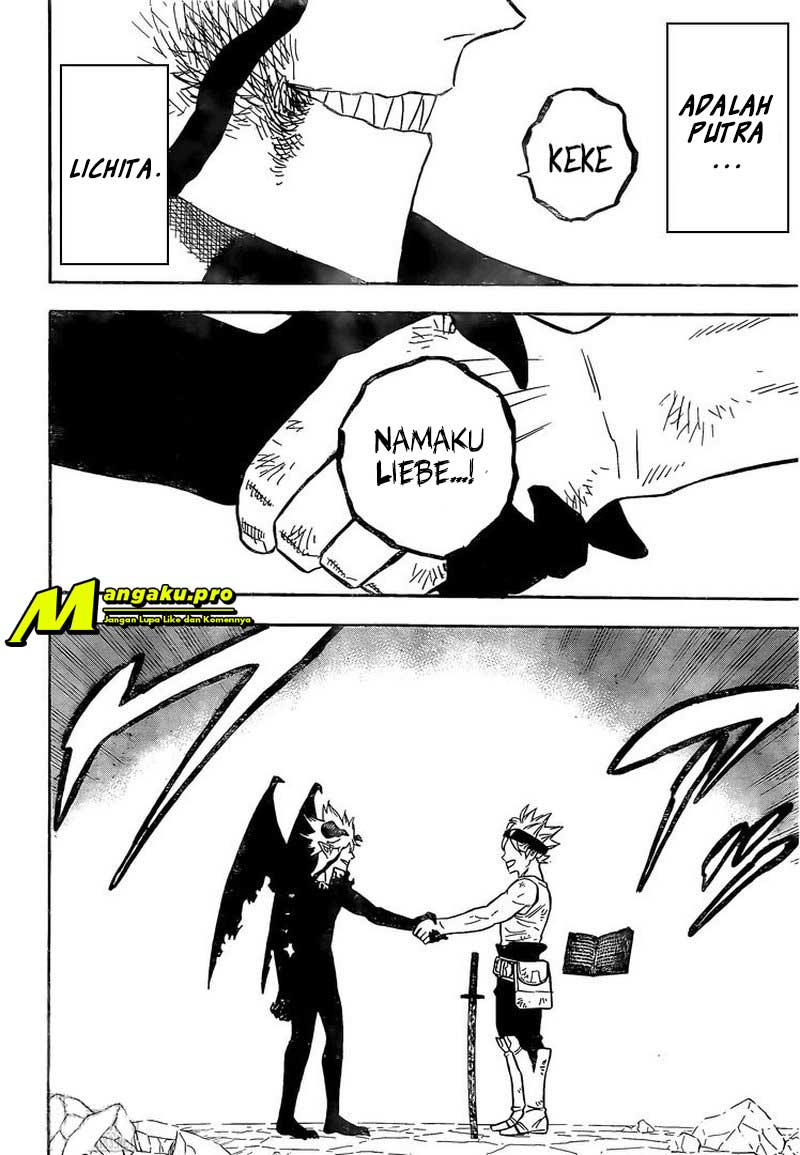 ADALAH
PUTRA
...
KEKE
LICHITA.
NAMAKU
LIEBE...!
Mangaku.pro
Jangan Lupa Like dan Komennya